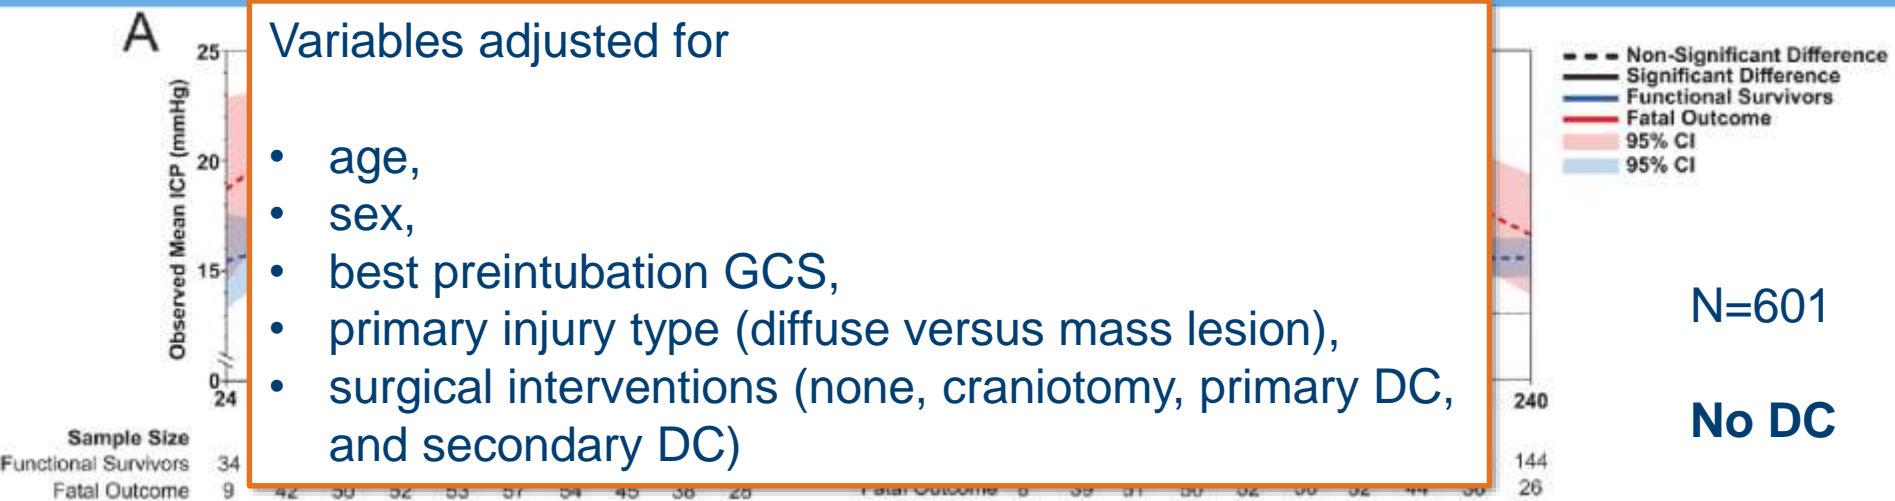 A
Variables adjusted for
• age,
• sex,
• best preintubation GCS,
• primary injury type (diffuse versus mass lesion),
• surgical interventions (none, craniotomy, primary DC,
and secondary DC)
Observed Mean ICP (mmHg)
25
20
15
0
24
240
Non-Significant Difference
Significant Difference
Functional Survivors
Fatal Outcome
95% CI
95% CI
N=601
No DC
Sample Size
Functional Survivors 34 144
Fatal Outcome 9 26